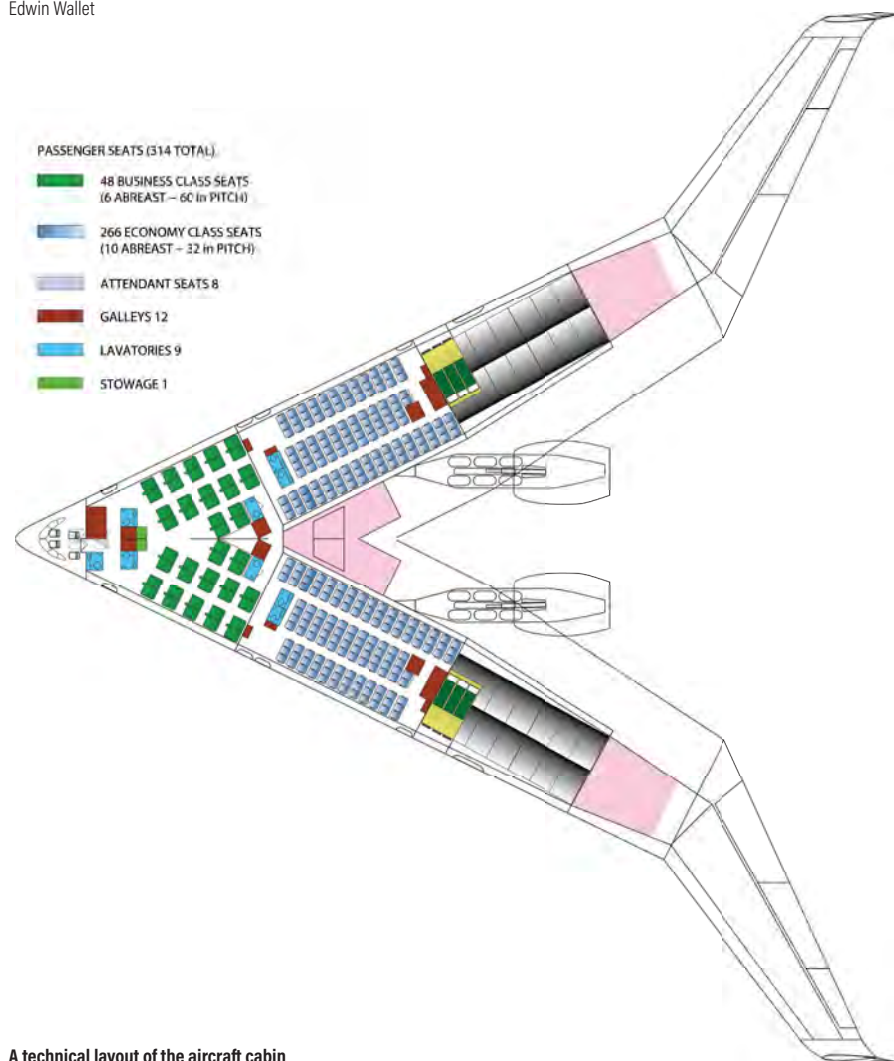 Edwin Wallet
PASSENGER SEATS (314 TOTAL)
48 BUSINESS CLASS SEATS
(6 ABREAST – 60 in PITCH)
266 ECONOMY CLASS SEATS
(10 ABREAST – 32 in PITCH)
ATTENDANT SEATS 8
GALLEYS 12
LAVATORIES 9
STOWAGE 1
A technical layout of the aircraft cabin